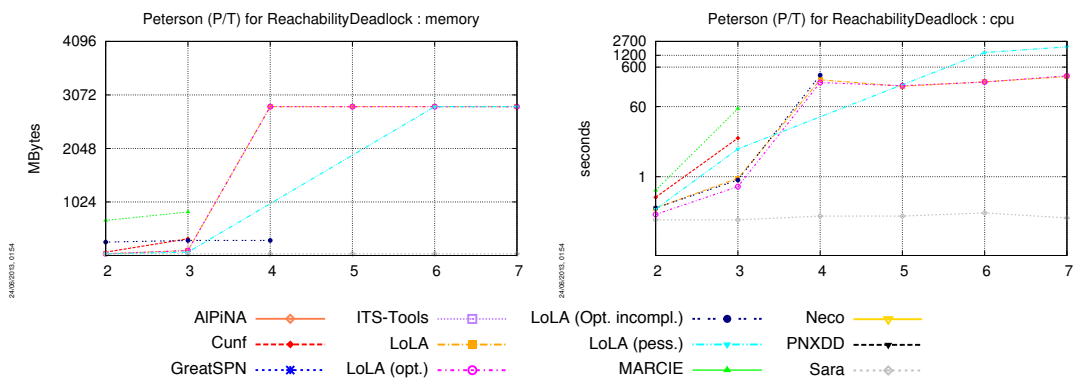 Peterson (P/T) for ReachabilityDeadlock : memory
4096
3072
2048
1024
MBytes
2 3 4 5 6 7
24/06/2013, 01:54
Peterson (P/T) for ReachabilityDeadlock : cpu
2700
1200
600
60
1
seconds
2 3 4 5 6 7
24/06/2013, 01:54
AlPiNA
Cunf
GreatSPN
ITS-Tools
LoLA
LoLA (opt.)
LoLA (Opt. incompl.)
LoLA (pess.)
MARCIE
Neco
PNXDD
Sara